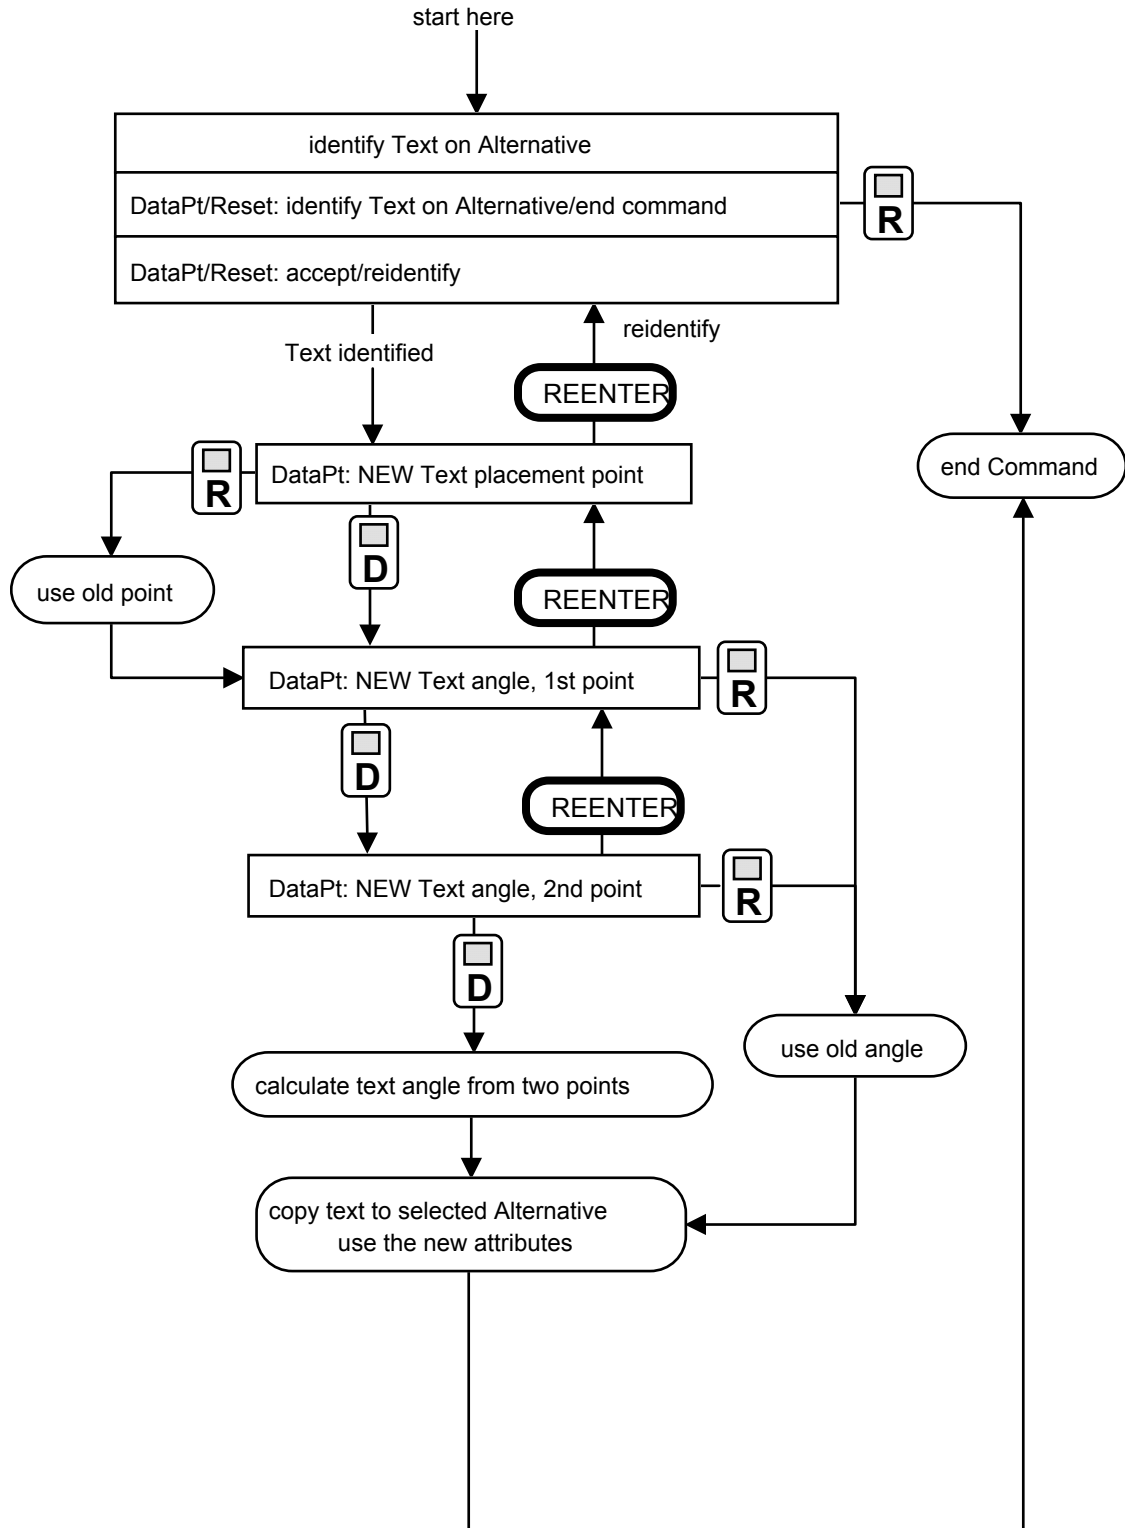 start here
identify Text on Alternative
DataPt/Reset: identify Text on Alternative/end command
R
DataPt/Reset: accept/reidentify
reidentify
Text identified
REENTER
end Command
R
DataPt: NEW Text placement point
D
use old point
REENTER
DataPt: NEW Text angle, 1st point
R
D
REENTER
DataPt: NEW Text angle, 2nd point
R
D
use old angle
calculate text angle from two points
copy text to selected Alternative
use the new attributes